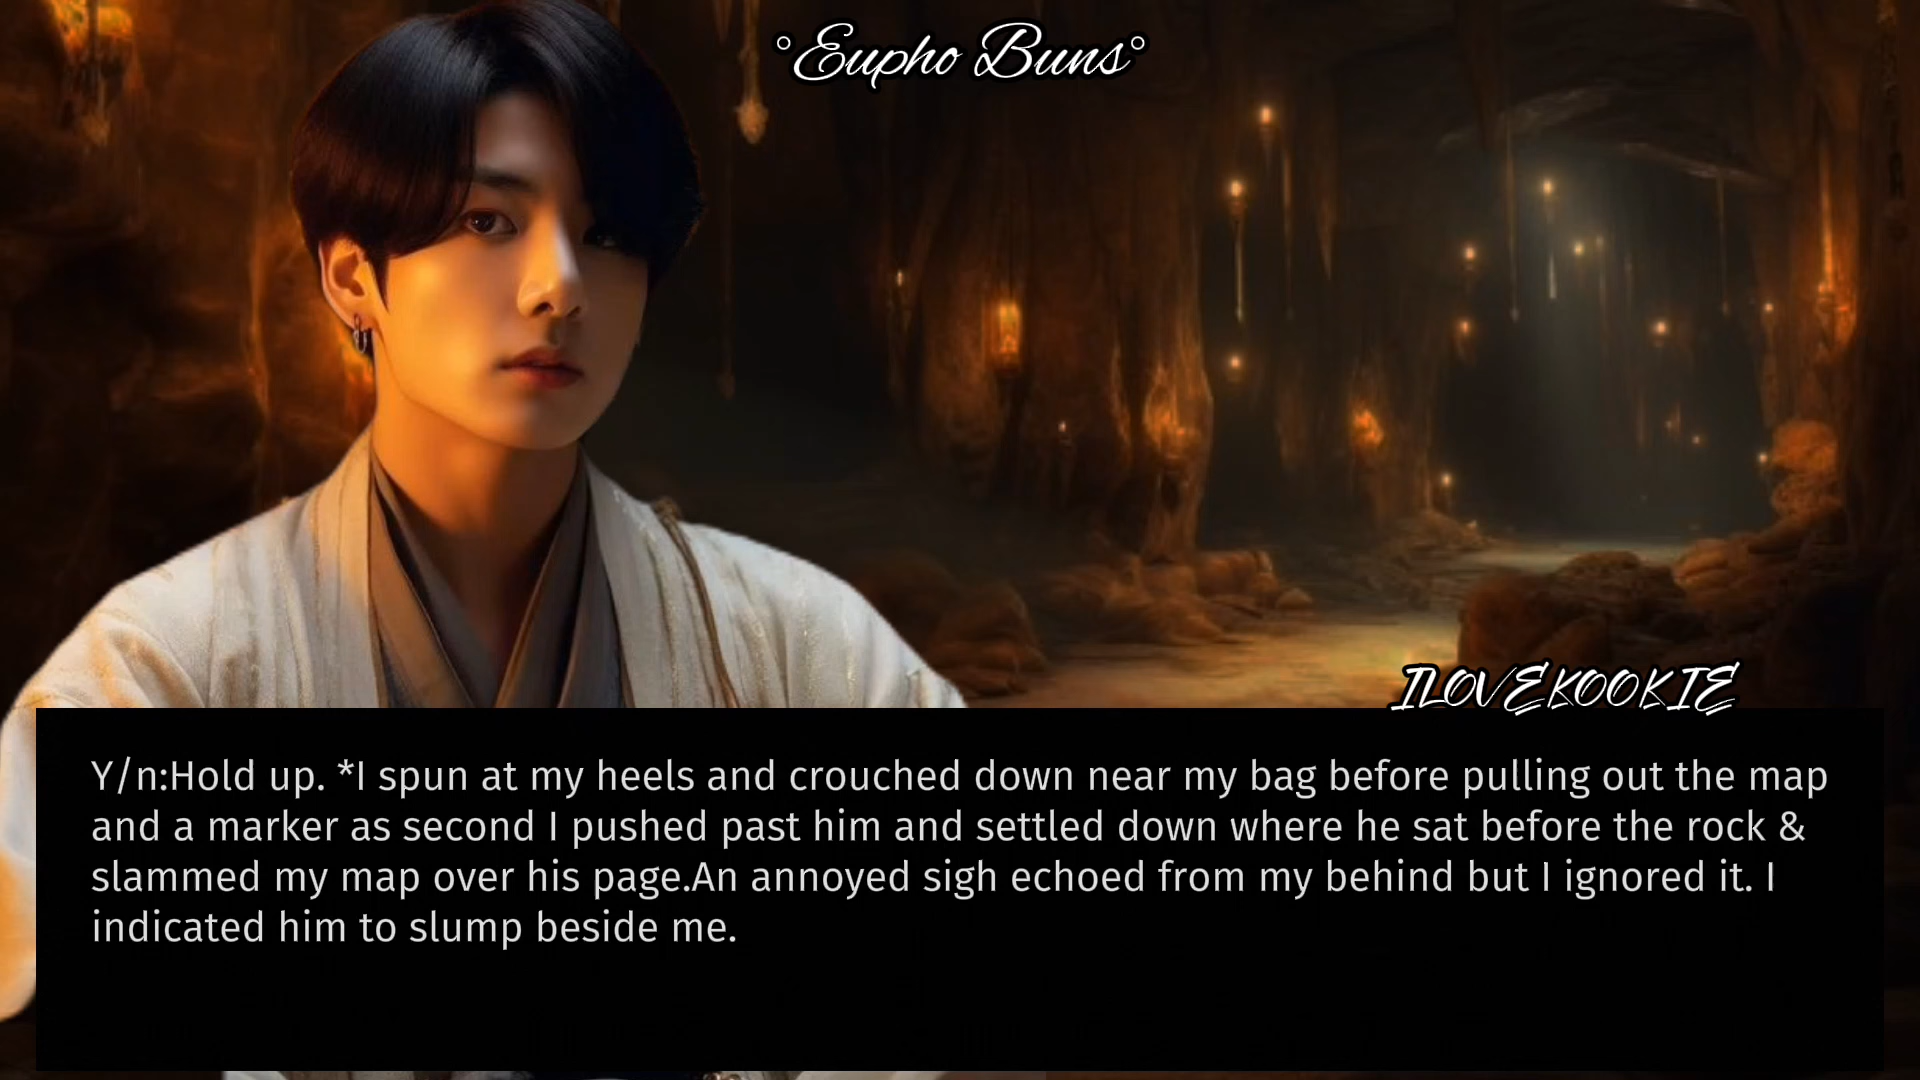 °Eupho Buns°
ILOVEKOOKIE
Y/n:Hold up. *I spun at my heels and crouched down near my bag before pulling out the map
and a marker as second I pushed past him and settled down where he sat before the rock &
slammed my map over his page.An annoyed sigh echoed from my behind but I ignored it. I
indicated him to slump beside me.